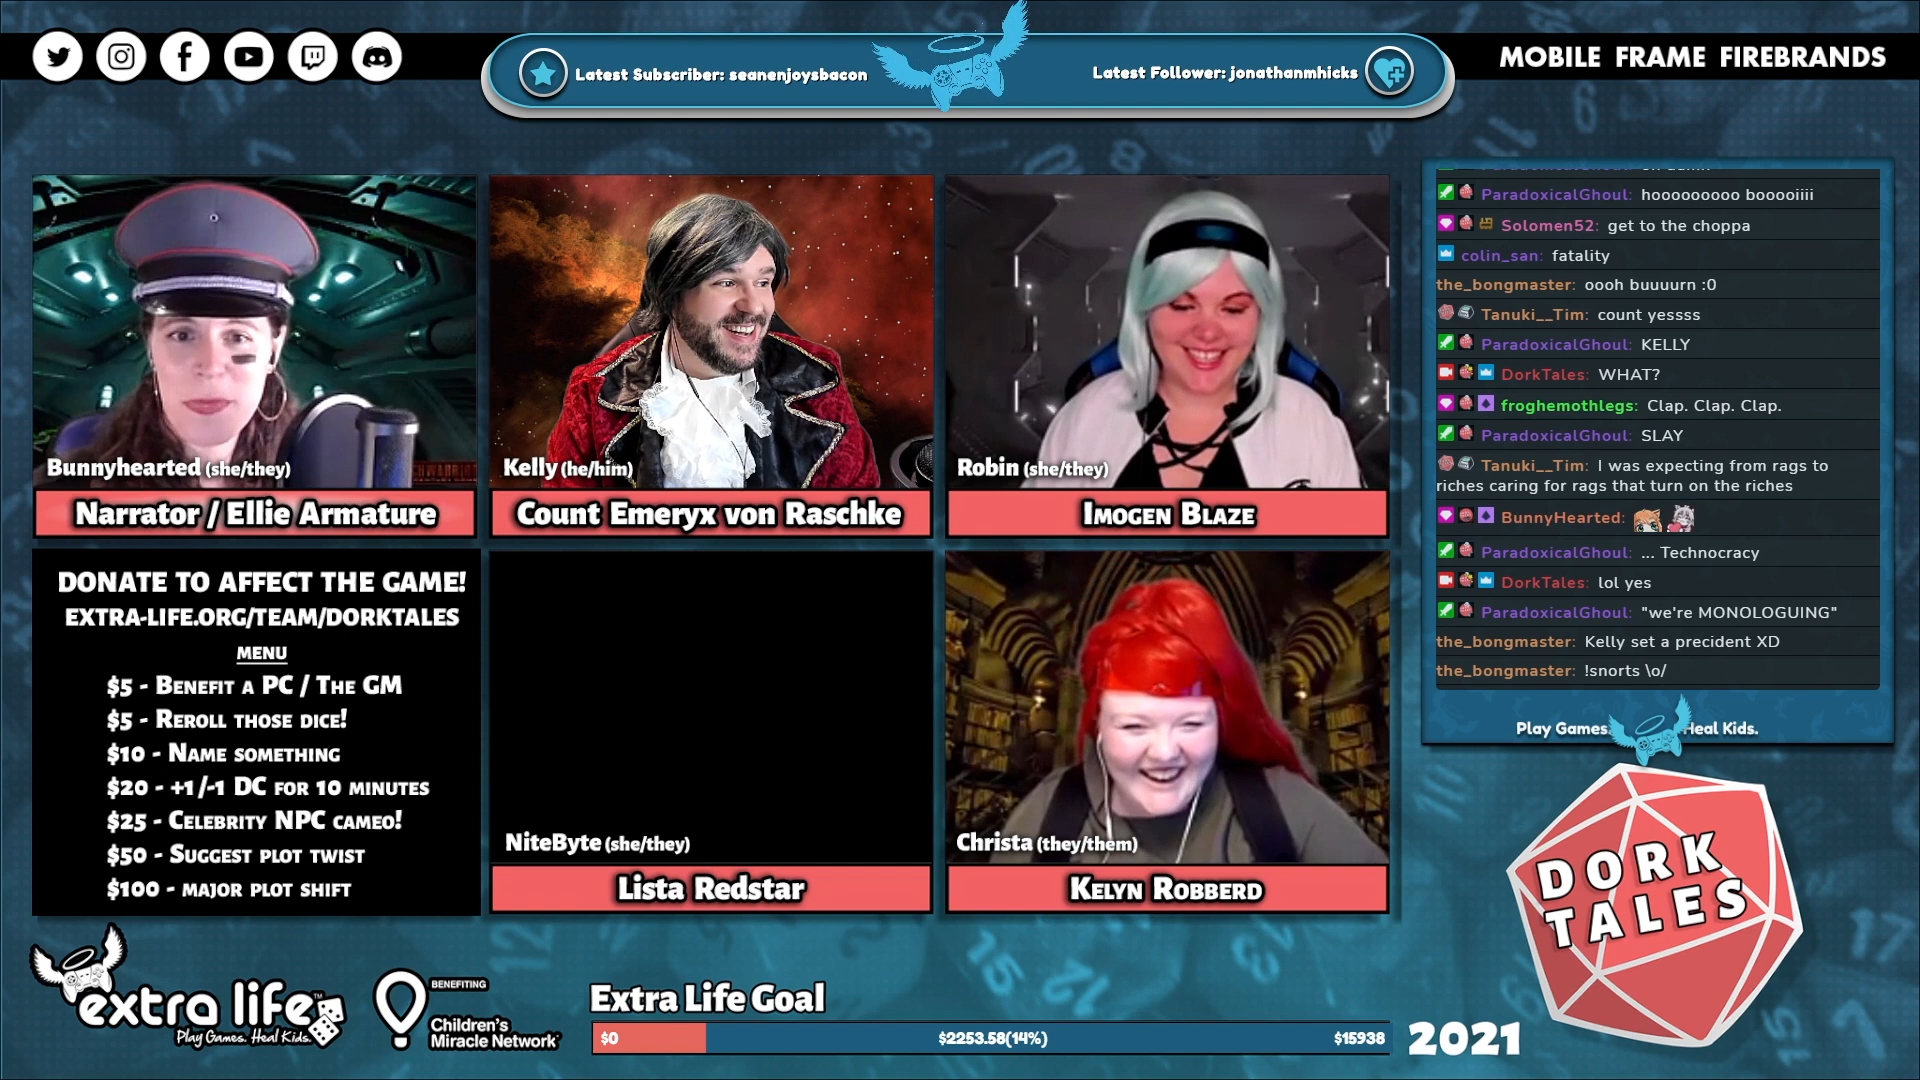 Latest Subscriber: seanenjoysbacon
Latest Follower: jonathanmhicks
MOBILE FRAME FIREBRANDS
Bunnyhearted (she/they)
Narrator / Ellie Armature
Kelly (he/him)
Count Emeryx von Raschke
Robin (she/they)
Imogen Blaze
DONATE TO AFFECT THE GAME!
EXTRA-LIFE.ORG/TEAM/DORKTALES
MENU
$5 - Benefit a PC / The GM
$5 - Reroll those dice!
$10 - Name something
$20 - +1/-1 DC for 10 minutes
$25 - Celebrity NPC cameo!
$50 - Suggest plot twist
$100 - major plot shift
NiteByte (she/they)
Lista Redstar
Christa (they/them)
Kelyn Robberd
ParadoxicalGhoul: hooooooooo boooiiii
Solomen52: get to the choppa
colin_san: fatality
the_bongmaster: oooh buuuurn :0
Tanuki__Tim: count yessss
ParadoxicalGhoul: KELLY
DorkTales: WHAT?
froghemothlegs: Clap. Clap. Clap.
ParadoxicalGhoul: SLAY
Tanuki__Tim: I was expecting from rags to
riches caring for rags that turn on the riches
BunnyHearted:
ParadoxicalGhoul: ... Technocracy
DorkTales: lol yes
ParadoxicalGhoul: "we're MONOLOGUING"
the_bongmaster: Kelly set a precident XD
the_bongmaster: !snorts \o/
Play Games. Heal Kids.
DORK
TALES
extra life™
Play Games. Heal Kids.
BENEFITING
Children's
Miracle Network
Extra Life Goal
$0
$2253.58(14%)
$15938
2021